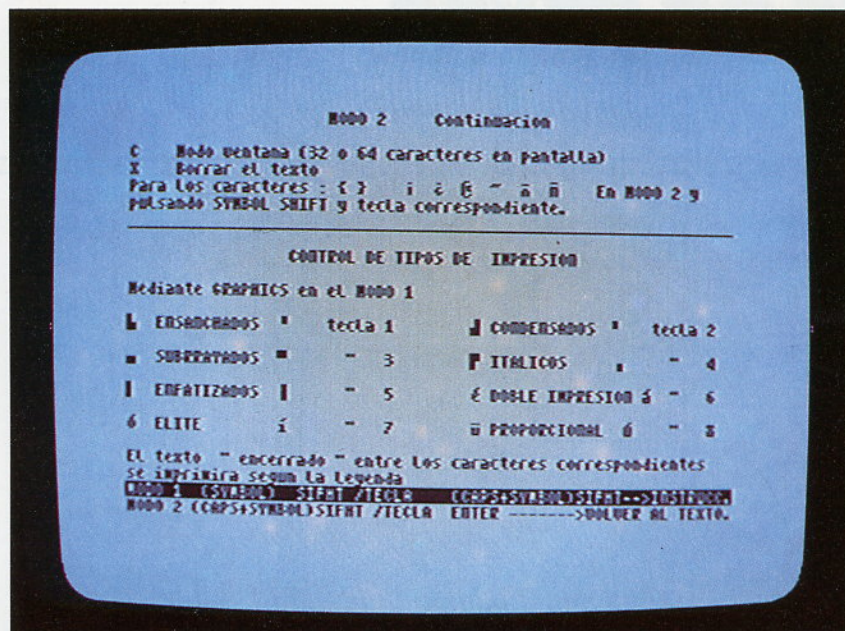 MODO 2 Continuacion
C Modo ventana (32 o 64 caracteres en pantalla)
X Borrar el texto
Para los caracteres : { } ¡ ¿ ~ En MODO 2 y
pulsando SYMBOL SHIFT y tecla correspondiente.
CONTROL DE TIPOS DE IMPRESION
Mediante GRAPHICS en el MODO 1
▙ ENSANCHADOS ▝ tecla 1 ▟ CONDENSADOS ▘ tecla 2
▄ SUBRRAYADOS ▀ " 3 ▛ ITALICOS ▗ " 4
▌ ENFATIZADOS ▐ " 5 é DOBLE IMPRESION á " 6
ó ELITE í " 7 ü PROPORCIONAL ú " 8
El texto " encerrado " entre los caracteres correspondientes
se imprimira segun la leyenda
MODO 1 (SYMBOL) SIFHT /TECLA (CAPS+SYMBOL)SIFHT-->INSTRUCC.
MODO 2 (CAPS+SYMBOL)SIFHT /TECLA ENTER ------->VOLVER AL TEXTO.